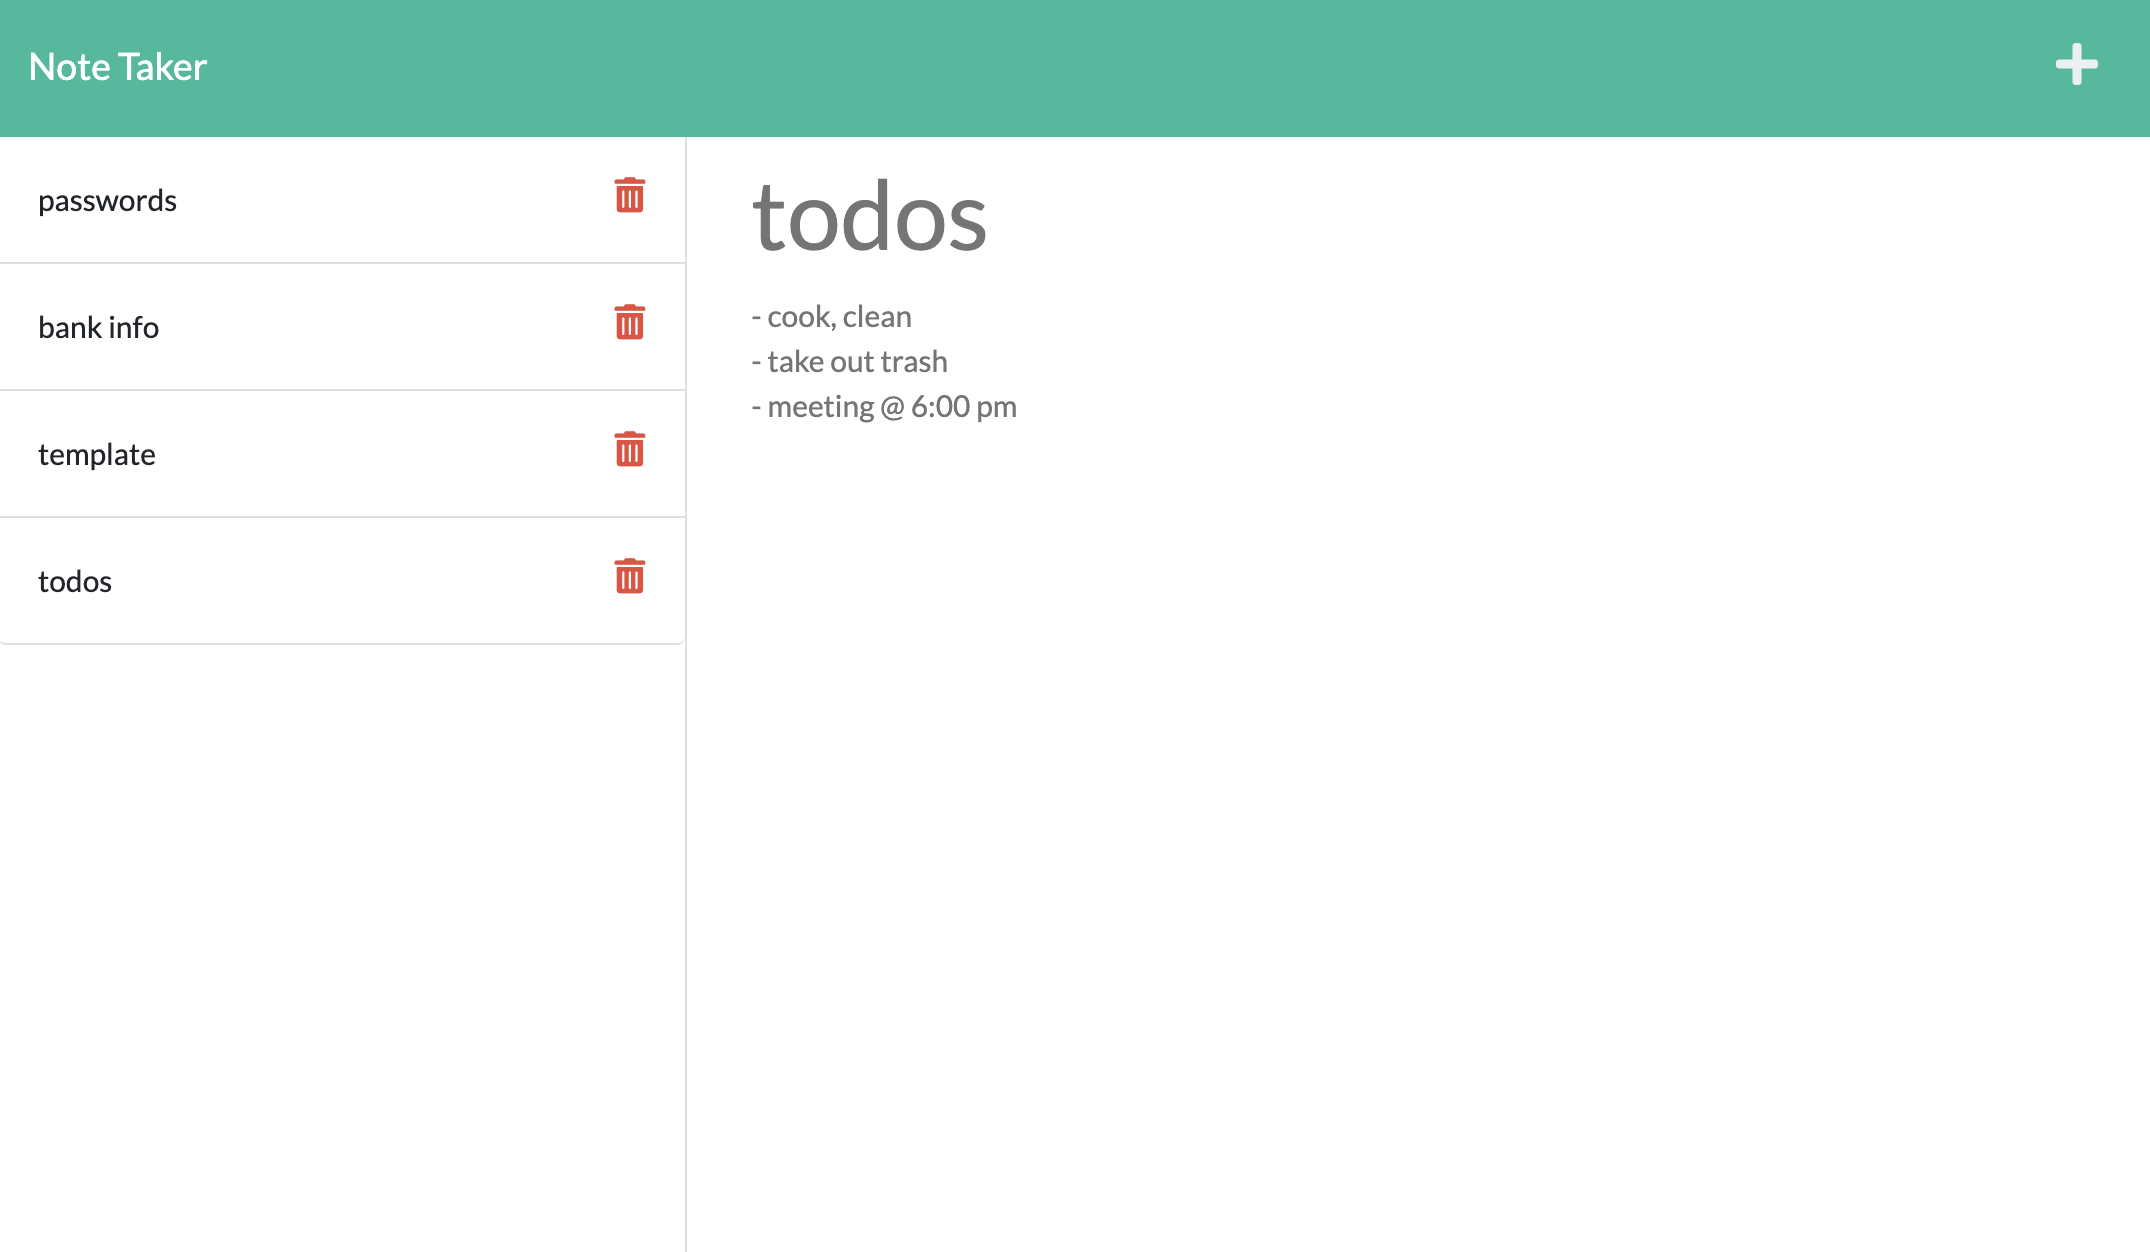 Note Taker
passwords
bank info
template
todos
todos
- cook, clean
- take out trash
- meeting @ 6:00 pm